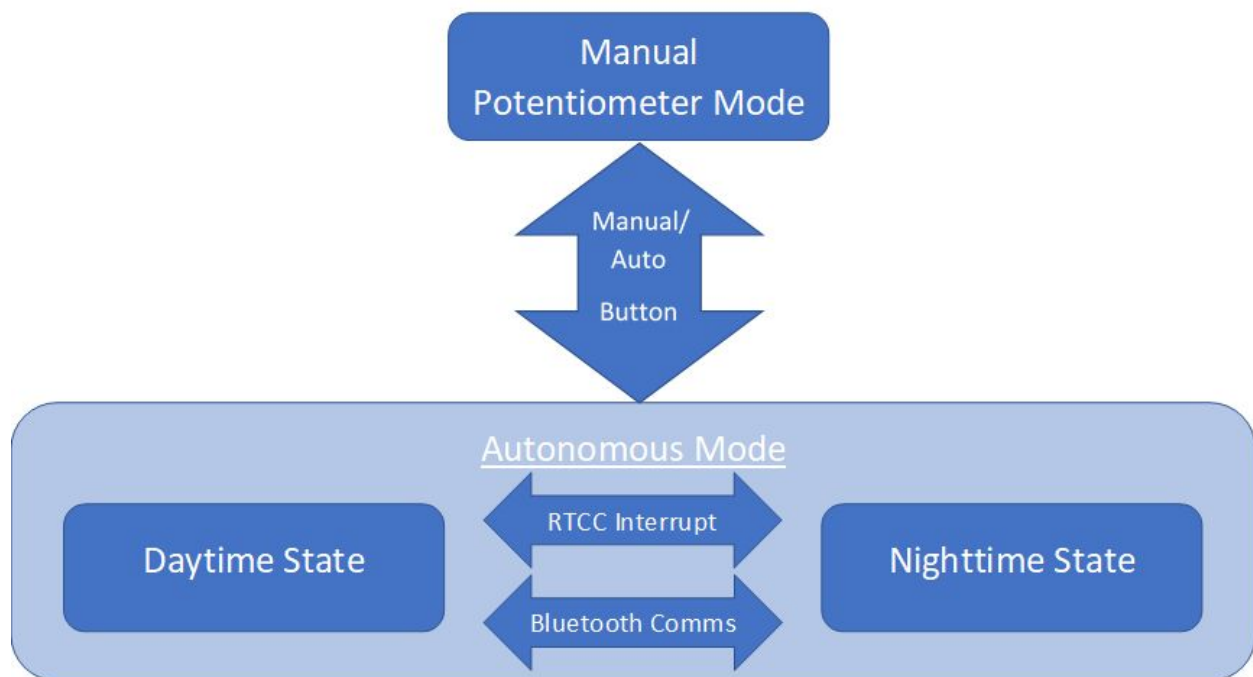 Manual
Potentiometer Mode
Manual/
Auto
Button
Autonomous Mode
RTCC Interrupt
Daytime State
Nighttime State
Bluetooth Comms